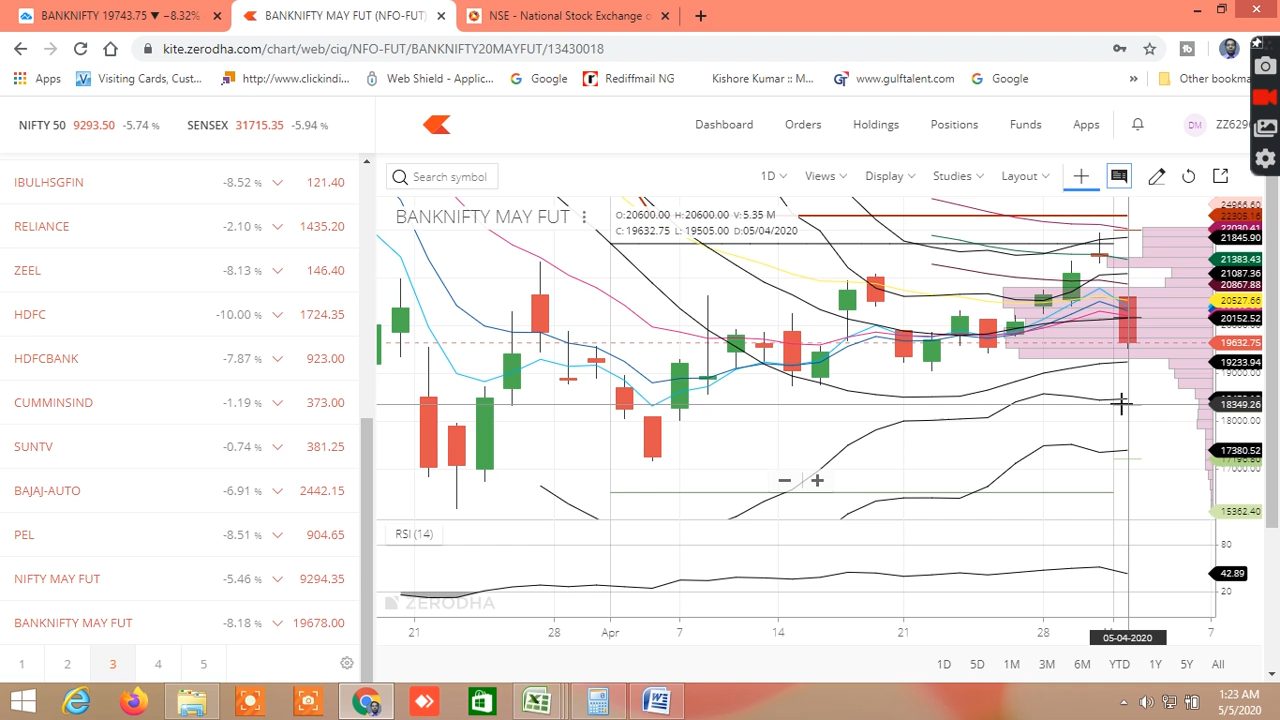 BANKNIFTY 19743.75 ▼ −8.32% × BANKNIFTY MAY FUT (NFO-FUT) × NSE - National Stock Exchange o × +
kite.zerodha.com/chart/web/ciq/NFO-FUT/BANKNIFTY20MAYFUT/13430018
Apps Visiting Cards, Cust... http://www.clickindi... Web Shield - Applic... Google Rediffmail NG Kishore Kumar :: M... www.gulftalent.com Google » Other bookma
NIFTY 50 9293.50 -5.74 % SENSEX 31715.35 -5.94 %
Dashboard Orders Holdings Positions Funds Apps DM ZZ629
Search symbol 1D Views Display Studies Layout
IBULHSGFIN -8.52 % 121.40
RELIANCE -2.10 % 1435.20
ZEEL -8.13 % 146.40
HDFC -10.00 % 1724.35
HDFCBANK -7.87 % 923.00
CUMMINSIND -1.19 % 373.00
SUNTV -0.74 % 381.25
BAJAJ-AUTO -6.91 % 2442.15
PEL -8.51 % 904.65
NIFTY MAY FUT -5.46 % 9294.35
BANKNIFTY MAY FUT -8.18 % 19678.00
1 2 3 4 5
BANKNIFTY MAY FUT
O: 20600.00 H: 20600.00 V: 5.35 M
C: 19632.75 L: 19505.00 D: 05/04/2020
24966.60
22305.16
22030.41
21845.90
21383.43
21087.36
20867.88
20527.66
20152.52
19632.75
19233.94
19000.00
18349.26
18000.00
17380.52
17000.00
15362.40
RSI (14)
80
42.89
20
ZERODHA
21 28 Apr 7 14 21 28 7
05-04-2020
1D 5D 1M 3M 6M YTD 1Y 5Y All
1:23 AM
5/5/2020